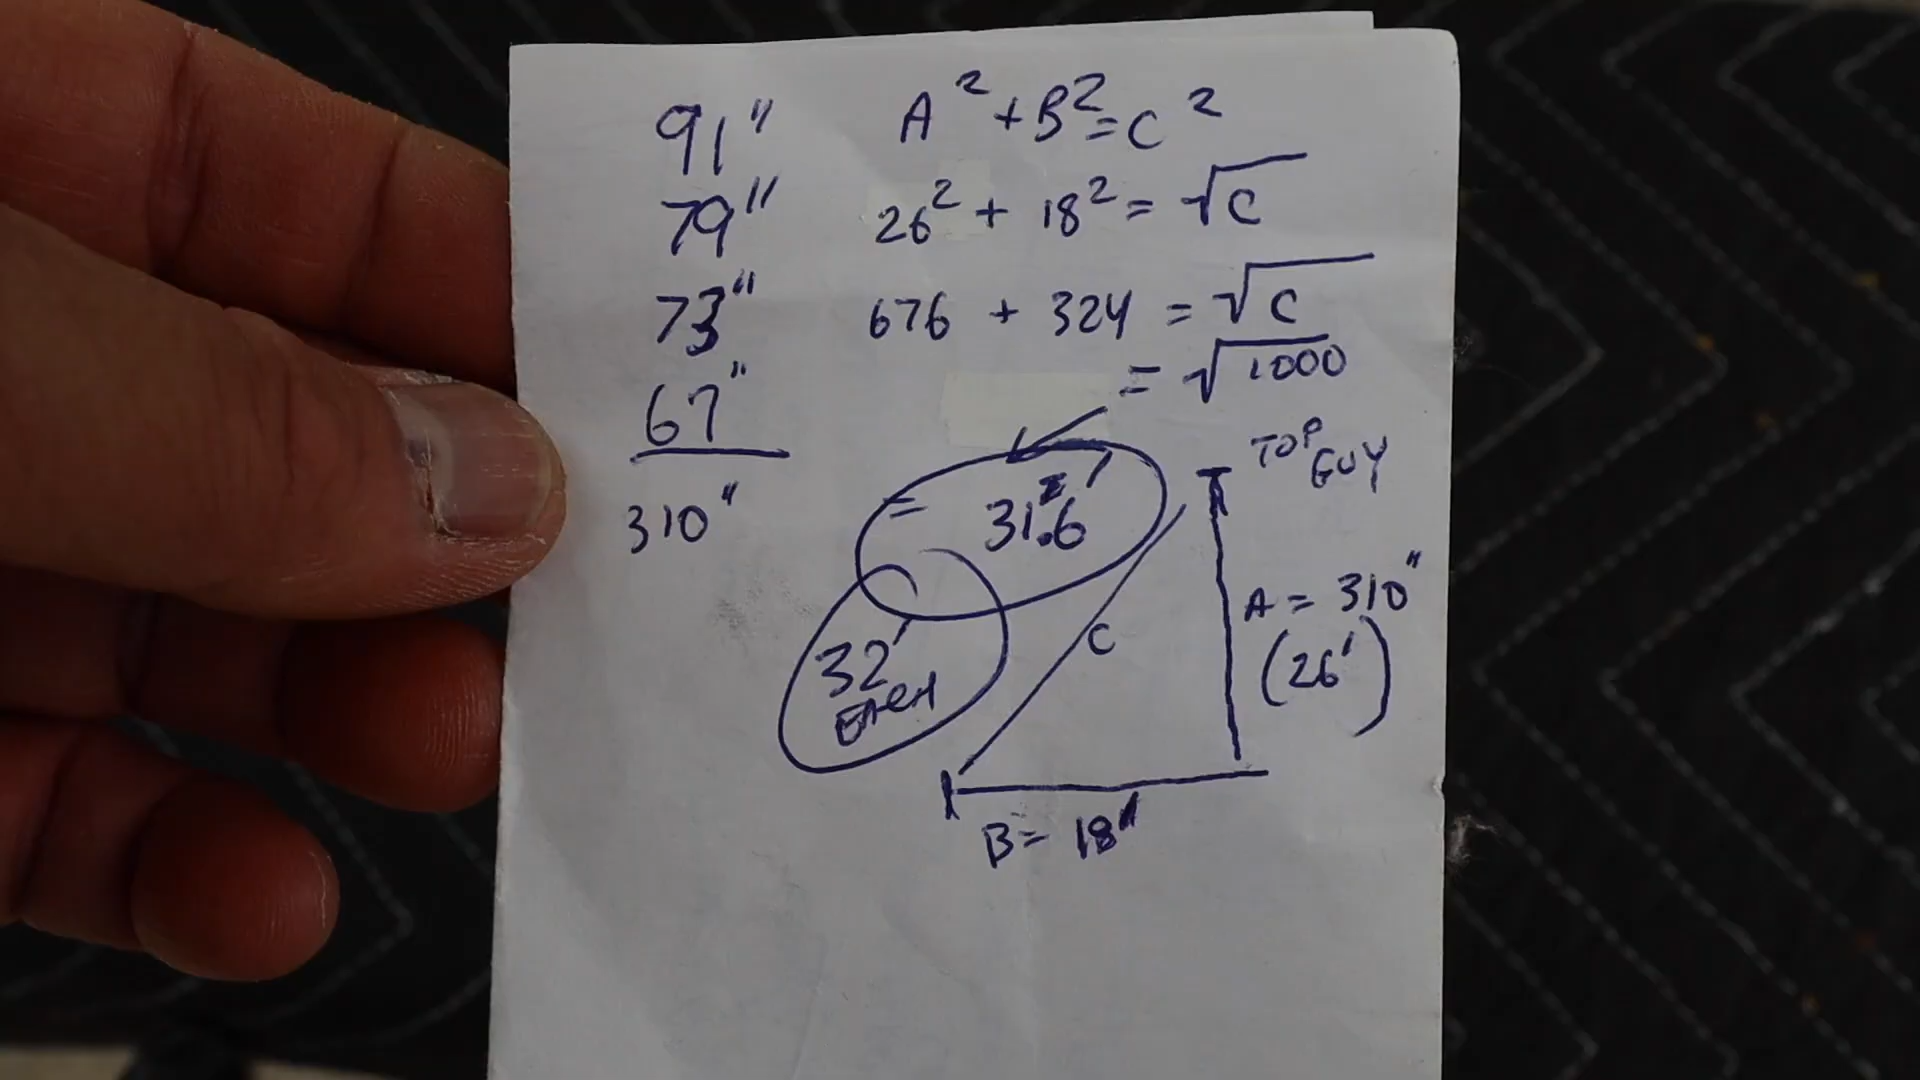 91"
79"
73"
67"
310"
A² + B² = C²
26² + 18² = √C
676 + 324 = √C
= √1000
= 31.6'
32'
EACH
TOP GUY
A = 310"
(26')
C
B = 18'